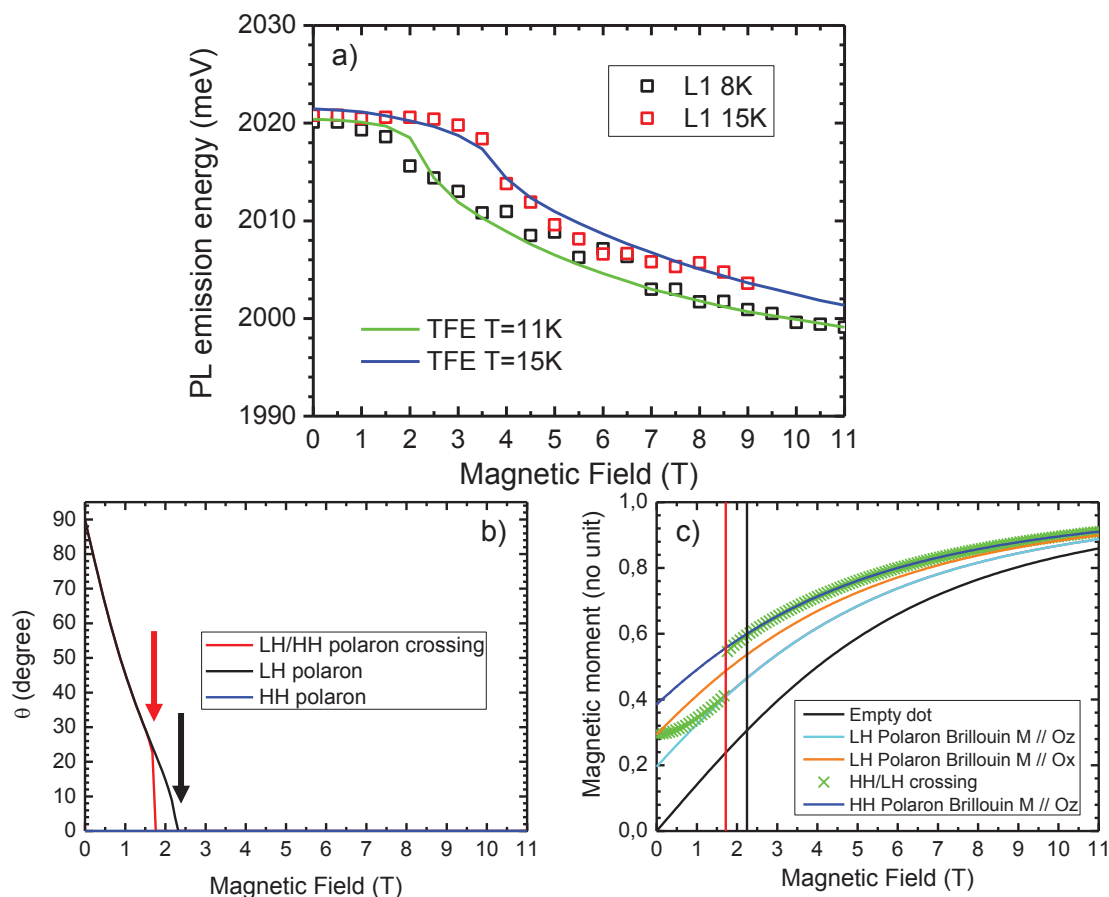 a)
PL emission energy (meV)
2030
2020
2010
2000
1990
L1 8K
L1 15K
TFE T=11K
TFE T=15K
0 1 2 3 4 5 6 7 8 9 10 11
Magnetic Field (T)
b)
θ (degree)
90
80
70
60
50
40
30
20
10
0
LH/HH polaron crossing
LH polaron
HH polaron
0 1 2 3 4 5 6 7 8 9 10 11
Magnetic Field (T)
c)
Magnetic moment (no unit)
1,0
0,8
0,6
0,4
0,2
0,0
Empty dot
LH Polaron Brillouin M // Oz
LH Polaron Brillouin M // Ox
HH/LH crossing
HH Polaron Brillouin M // Oz
0 1 2 3 4 5 6 7 8 9 10 11
Magnetic Field (T)